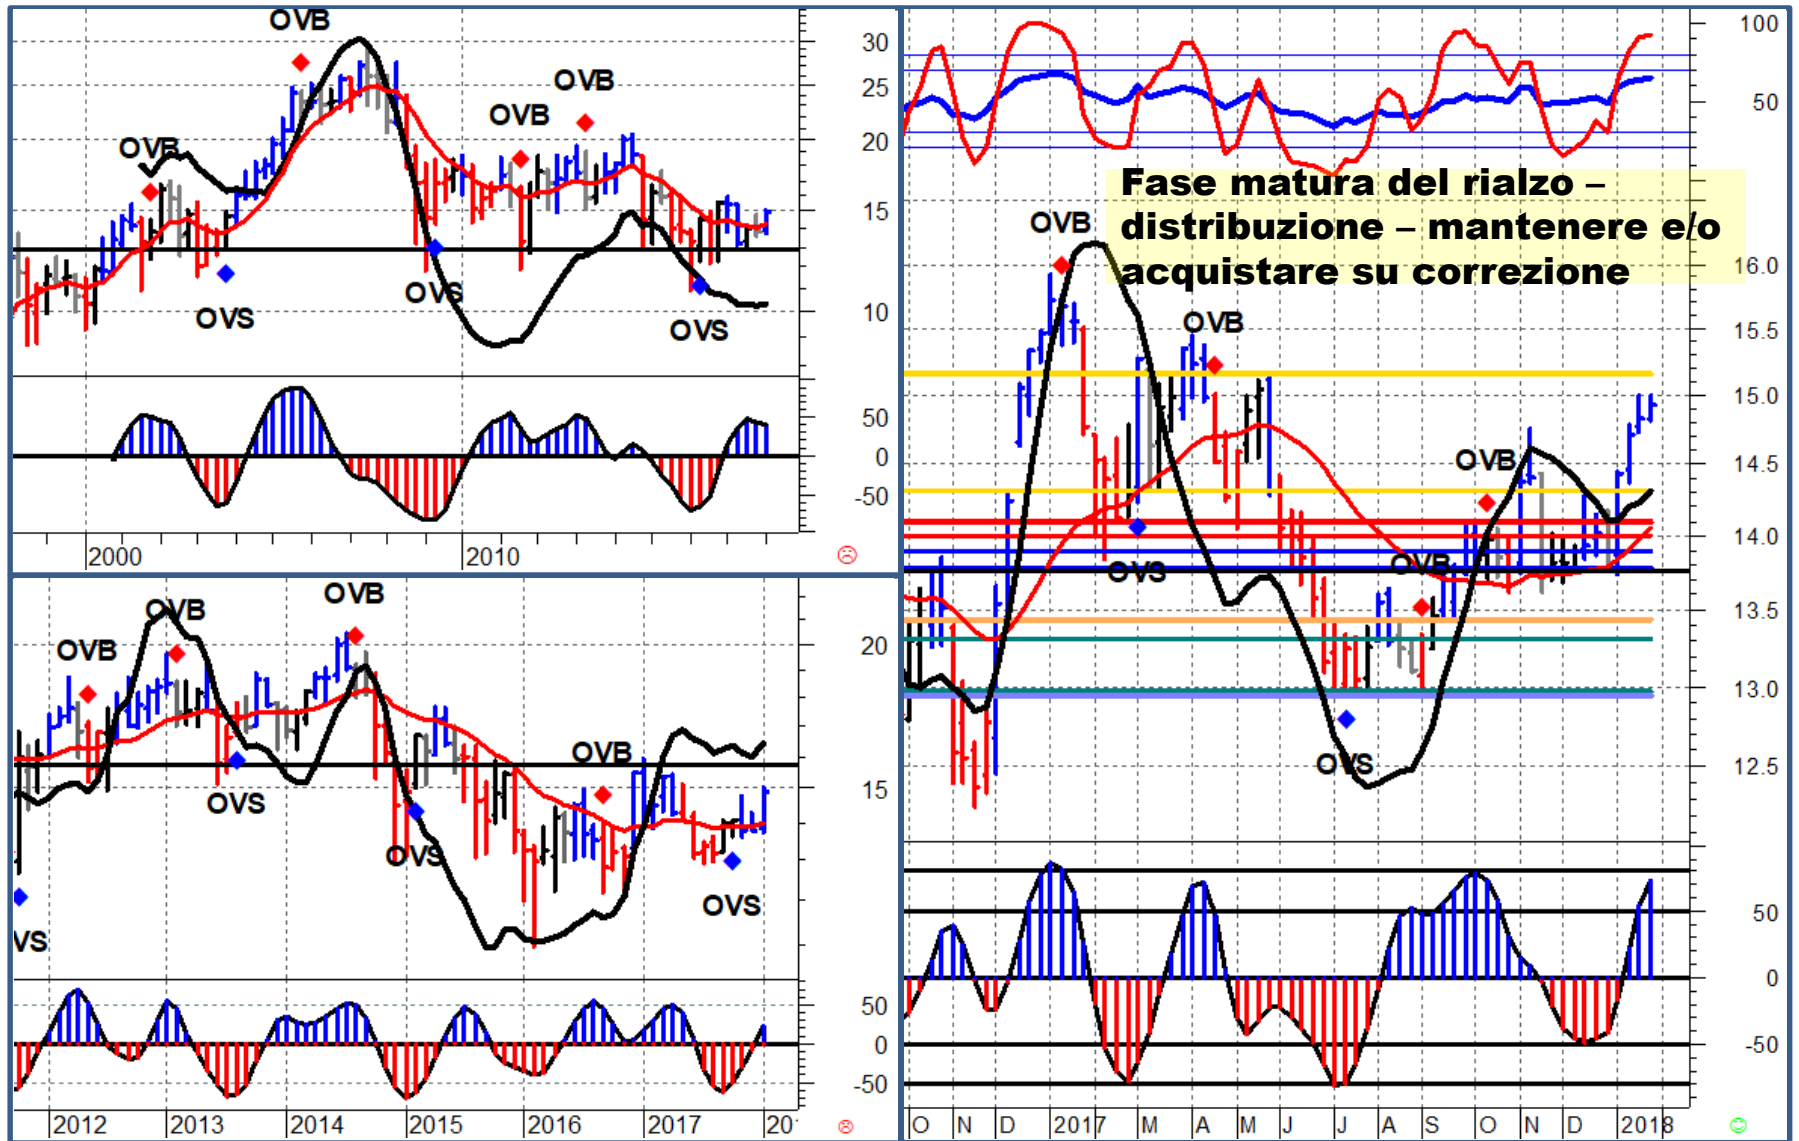 OVB
30
OVB
OVB
25
OVB
20
15
OVS
OVS
OVS
10
50
0
-50
2000
2010
OVB
OVB
OVB
20
OVB
15
OVS
OVS
OVS
VS
50
0
-50
2012
2013
2014
2015
2016
2017
20
100
50
Fase matura del rialzo –
distribuzione – mantenere e/o
acquistare su correzione
OVB
16.0
OVB
15.5
15.0
OVB
14.5
14.0
OVS
OVB
13.5
13.0
OVS
12.5
50
0
-50
O
N
D
2017
M
A
M
J
J
A
S
O
N
D
2018